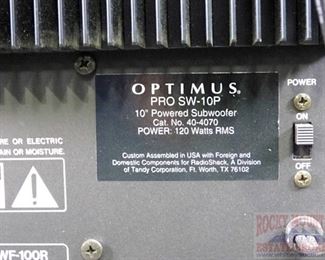 OPTIMUS®
PRO SW-10P
10" Powered Subwoofer
Cat. No. 40-4070
POWER: 120 Watts RMS
Custom Assembled in USA with Foreign and
Domestic Components for RadioShack, A Division
of Tandy Corporation, Ft. Worth, TX 76102
POWER
ON
OFF
RE OR ELECTRIC
AIN OR MOISTURE.
WF-100R